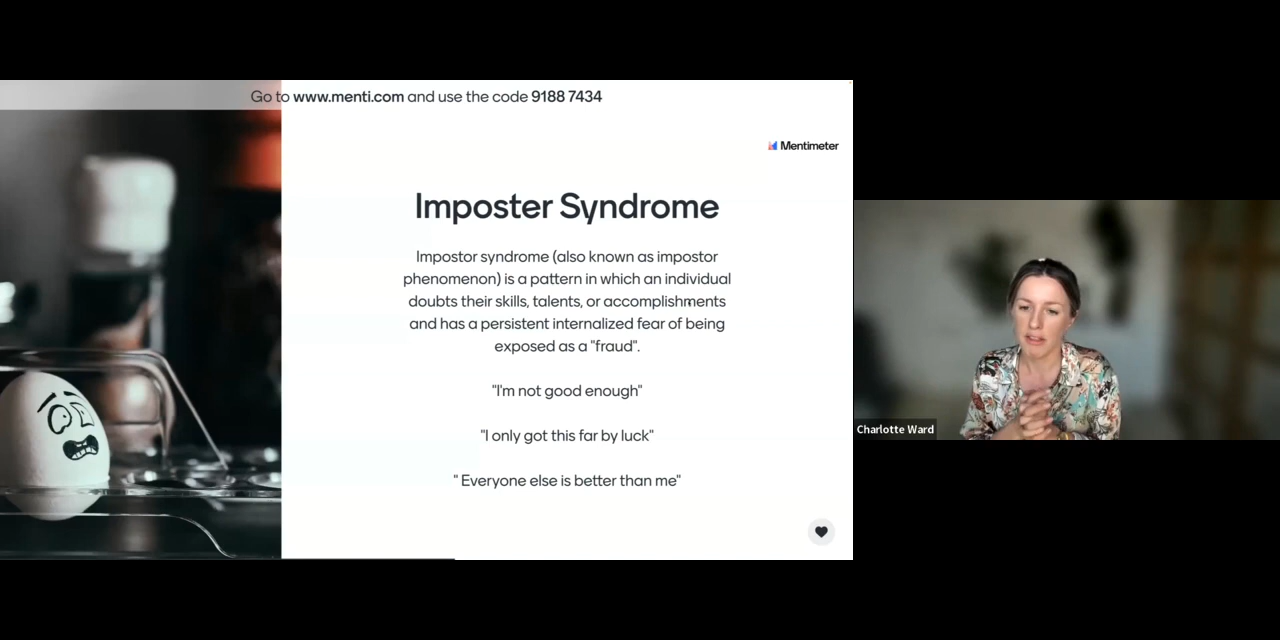 Go to www.menti.com and use the code 9188 7434
Mentimeter
Imposter Syndrome
Impostor syndrome (also known as impostor
phenomenon) is a pattern in which an individual
doubts their skills, talents, or accomplishments
and has a persistent internalized fear of being
exposed as a "fraud".
"I'm not good enough"
"I only got this far by luck"
" Everyone else is better than me"
Charlotte Ward